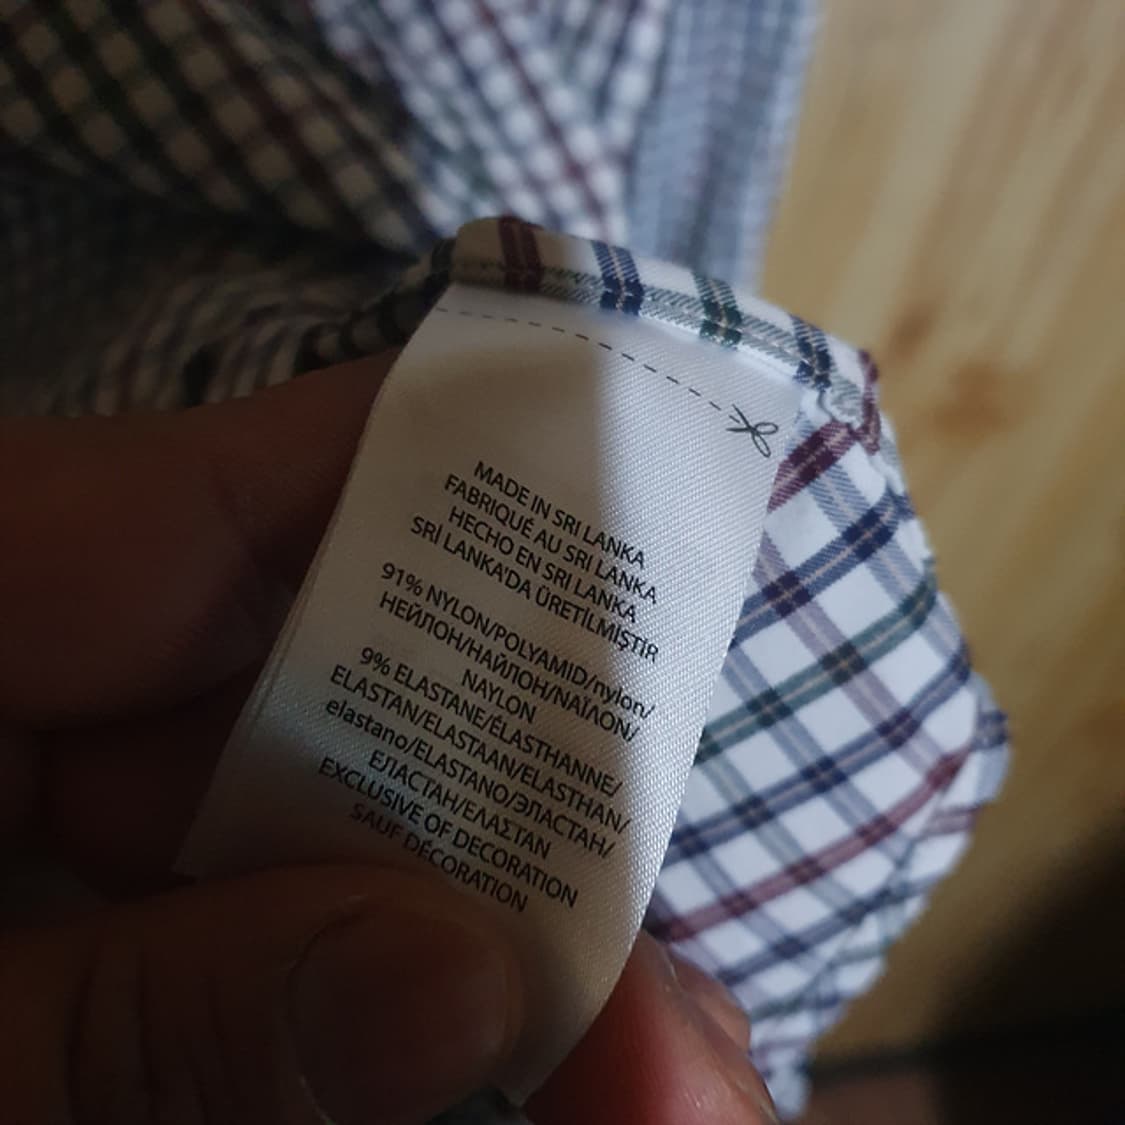 MADE IN SRI LANKA
FABRIQUÉ AU SRI LANKA
HECHO EN SRI LANKA
SRİ LANKA'DA ÜRETİLMİŞTİR
91% NYLON/POLYAMID/nylon/
НЕЙЛОН/НАЙЛОН/ΝΑΪΛΟΝ/
NAYLON
9% ELASTANE/ÉLASTHANNE/
ELASTAN/ELASTAAN/ELASTHAN/
elastano/ELASTANO/ЭЛАСТАН/
ЕЛАСТАН/ΕΛΑΣΤΑΝ
EXCLUSIVE OF DECORATION
SAUF DÉCORATION